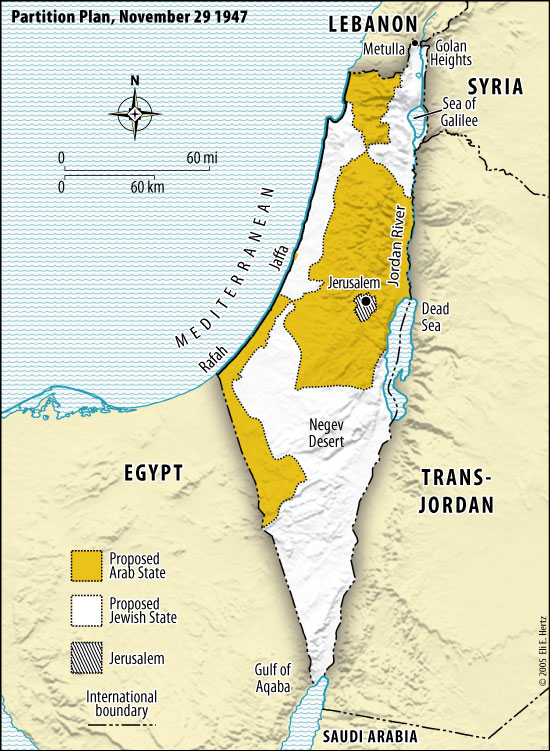 Partition Plan, November 29 1947
LEBANON
Metulla
Golan
Heights
SYRIA
Sea of
Galilee
N
0
60 mi
0
60 km
MEDITERRANEAN
Jaffa
Jordan River
Jerusalem
Dead
Sea
Rafah
Negev
Desert
EGYPT
TRANS-
JORDAN
Proposed
Arab State
Proposed
Jewish State
Jerusalem
International
boundary
Gulf of
Aqaba
SAUDI ARABIA
© 2005 Eli E. Hertz